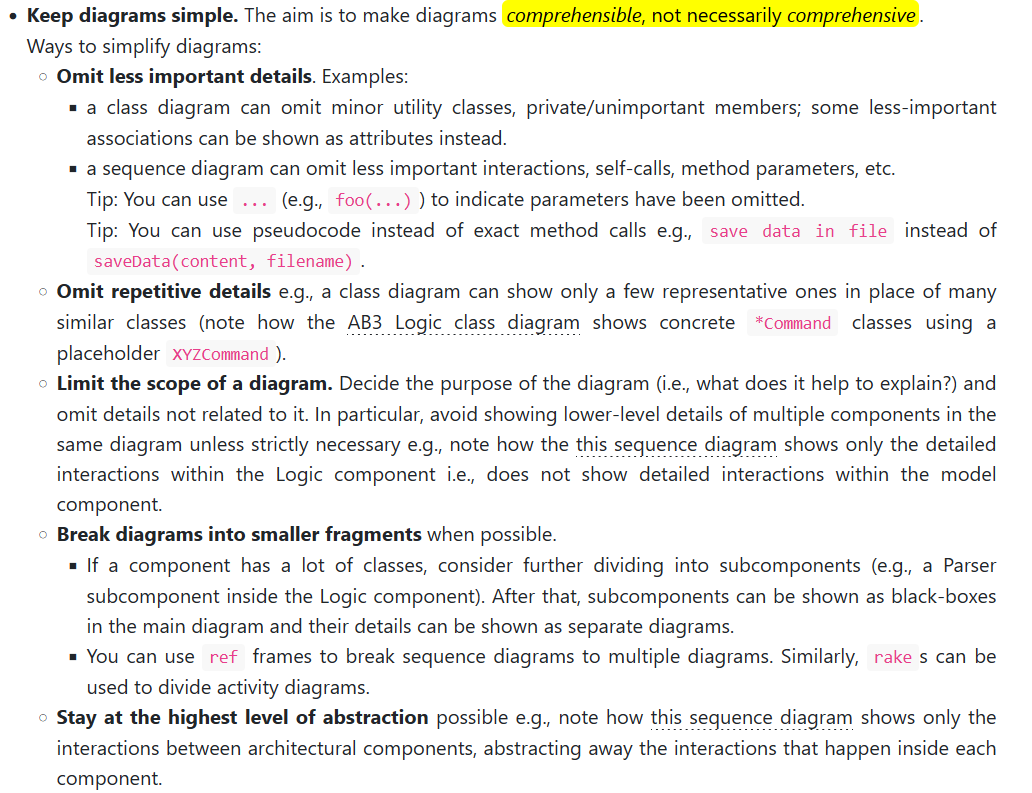 • Keep diagrams simple. The aim is to make diagrams comprehensible, not necessarily comprehensive.
Ways to simplify diagrams:
○ Omit less important details. Examples:
▪ a class diagram can omit minor utility classes, private/unimportant members; some less-important
associations can be shown as attributes instead.
▪ a sequence diagram can omit less important interactions, self-calls, method parameters, etc.
Tip: You can use ... (e.g., foo(...) ) to indicate parameters have been omitted.
Tip: You can use pseudocode instead of exact method calls e.g., save data in file instead of
saveData(content, filename) .
○ Omit repetitive details e.g., a class diagram can show only a few representative ones in place of many
similar classes (note how the AB3 Logic class diagram shows concrete *Command classes using a
placeholder XYZCommand ).
○ Limit the scope of a diagram. Decide the purpose of the diagram (i.e., what does it help to explain?) and
omit details not related to it. In particular, avoid showing lower-level details of multiple components in the
same diagram unless strictly necessary e.g., note how the this sequence diagram shows only the detailed
interactions within the Logic component i.e., does not show detailed interactions within the model
component.
○ Break diagrams into smaller fragments when possible.
▪ If a component has a lot of classes, consider further dividing into subcomponents (e.g., a Parser
subcomponent inside the Logic component). After that, subcomponents can be shown as black-boxes
in the main diagram and their details can be shown as separate diagrams.
▪ You can use ref frames to break sequence diagrams to multiple diagrams. Similarly, rake s can be
used to divide activity diagrams.
○ Stay at the highest level of abstraction possible e.g., note how this sequence diagram shows only the
interactions between architectural components, abstracting away the interactions that happen inside each
component.